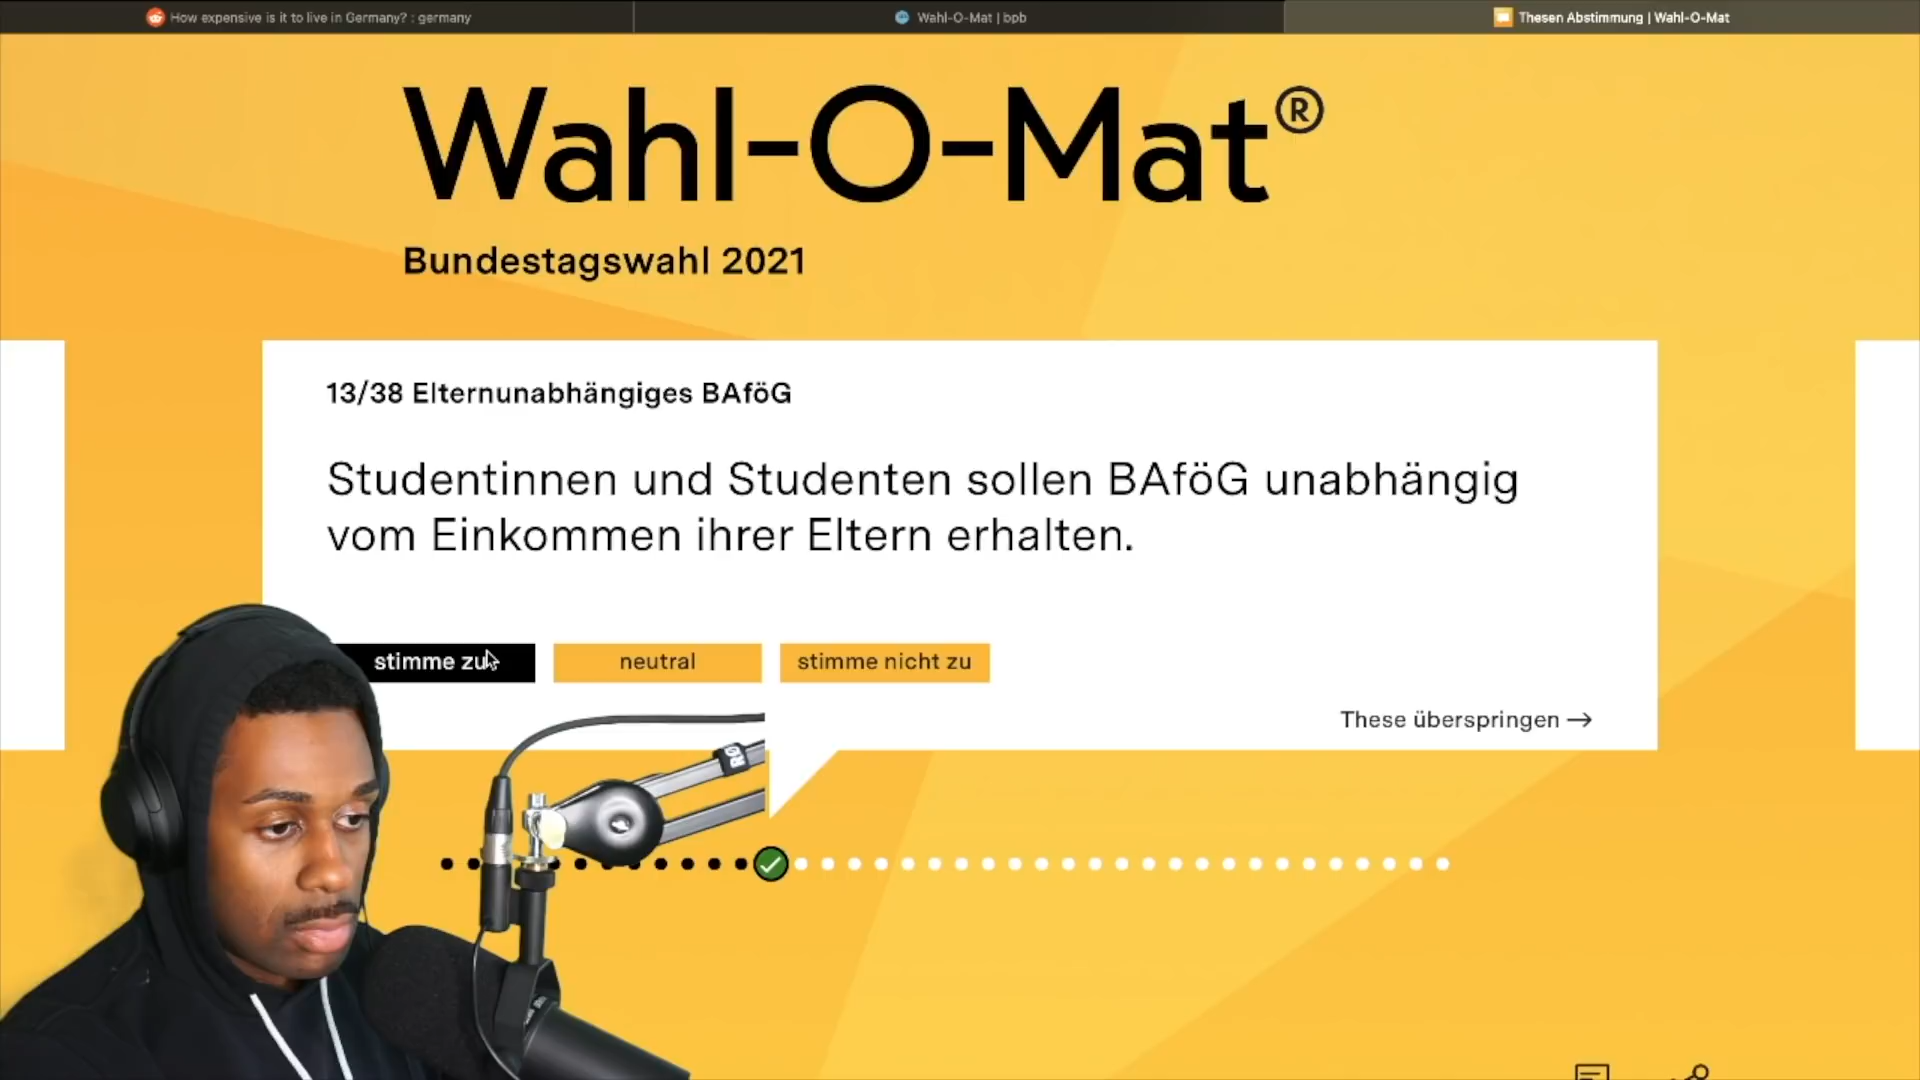 How expensive is it to live in Germany? : germany
Wahl-O-Mat | bpb
Thesen Abstimmung | Wahl-O-Mat
Wahl-O-Mat®
Bundestagswahl 2021
13/38 Elternunabhängiges BAföG
Studentinnen und Studenten sollen BAföG unabhängig
vom Einkommen ihrer Eltern erhalten.
stimme zu
neutral
stimme nicht zu
These überspringen →